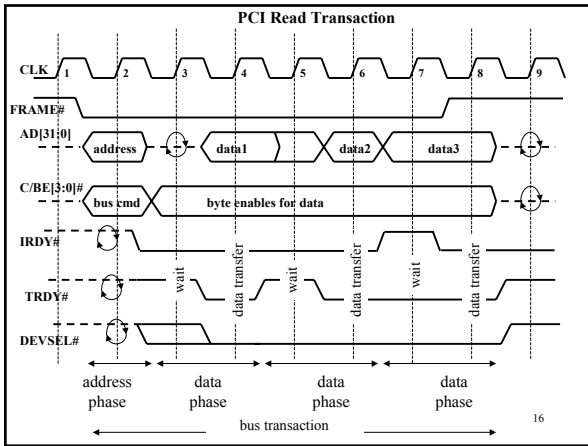 PCI Read Transaction
CLK 1 2 3 4 5 6 7 8 9
FRAME#
AD[31:0] address data1 data2 data3
C/BE[3:0]# bus cmd byte enables for data
IRDY#
TRDY# wait data transfer wait data transfer wait data transfer
DEVSEL#
address phase data phase data phase data phase
bus transaction
16